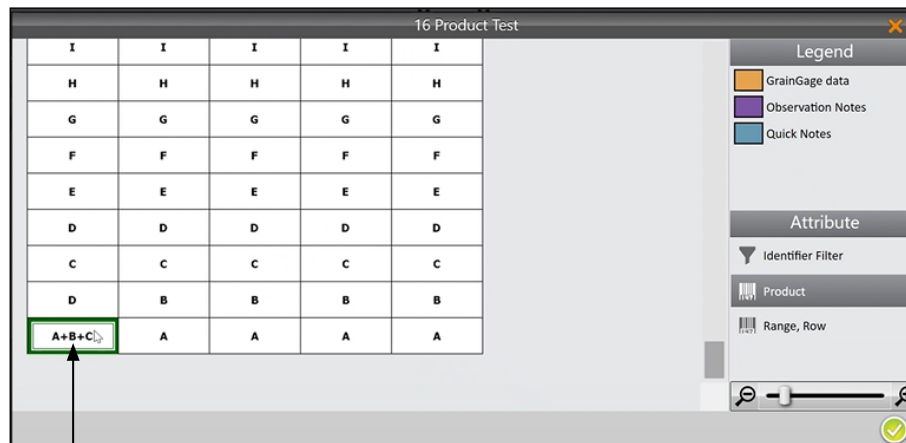 16 Product Test
I I I I I
H H H H H
G G G G G
F F F F F
E E E E E
D D D D D
C C C C C
D B B B B
A+B+C A A A A
Legend
GrainGage data
Observation Notes
Quick Notes
Attribute
Identifier Filter
Product
Range, Row